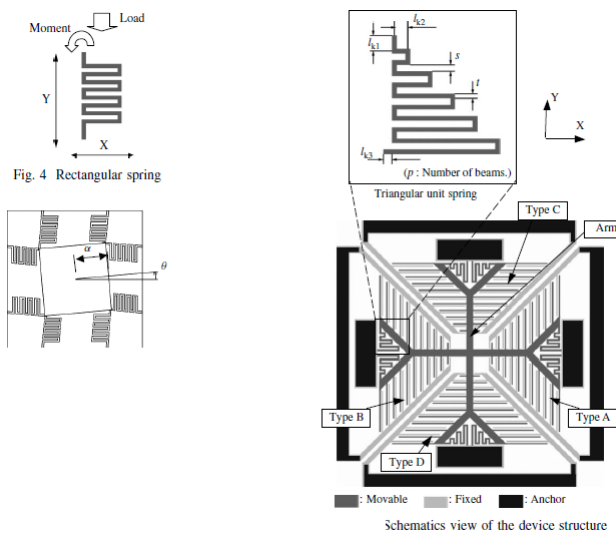 Moment
Load
Y
X
Fig. 4 Rectangular spring
α
θ
lk2
lk1
s
t
lk3
(p : Number of beams.)
Triangular unit spring
Y
X
Type C
Arm
Type B
Type A
Type D
: Movable : Fixed : Anchor
Schematics view of the device structure